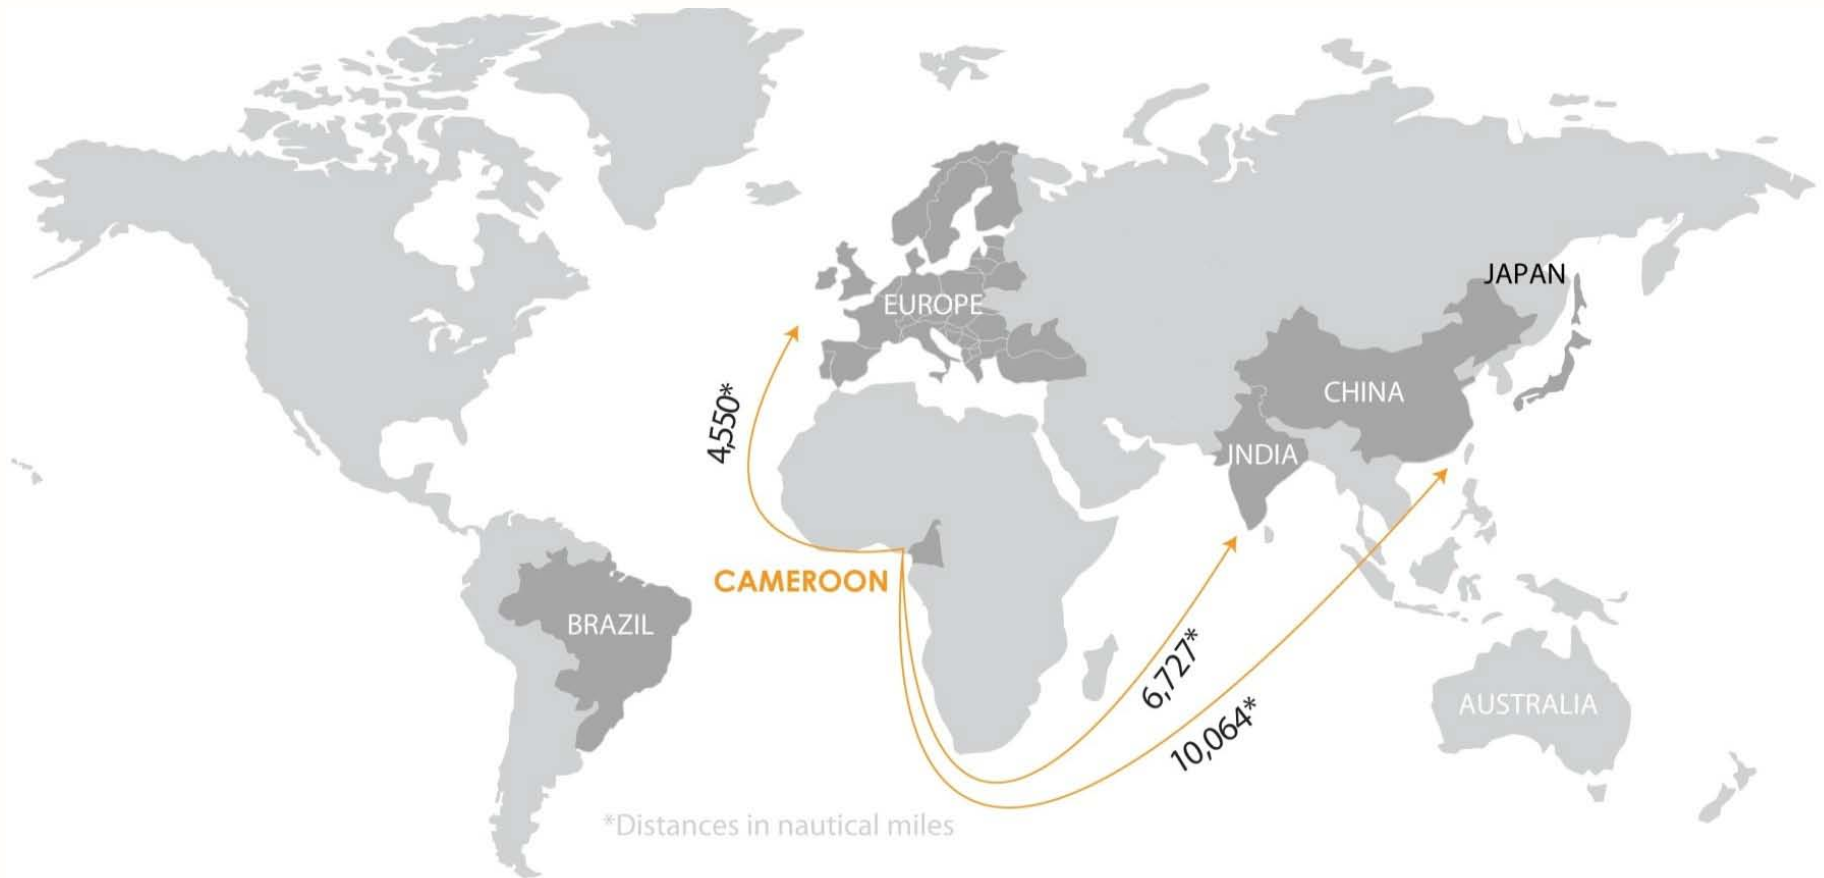 JAPAN
EUROPE
CHINA
4,550*
INDIA
CAMEROON
BRAZIL
6,727*
10,064*
AUSTRALIA
*Distances in nautical miles